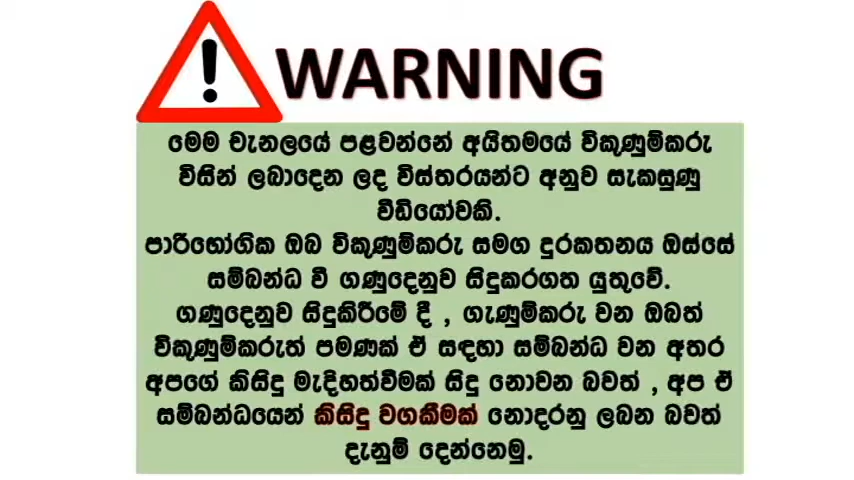 WARNING
මෙම චැනලයේ පළවන්නේ අයිතමයේ විකුණුම්කරු
විසින් ලබාදෙන ලද විස්තරයන්ට අනුව සැකසුණු
වීඩියෝවකි.
පාරිභෝගික ඔබ විකුණුම්කරු සමග දුරකතනය ඔස්සේ
සම්බන්ධ වී ගණුදෙනුව සිදුකරගත යුතුවේ.
ගණුදෙනුව සිදුකිරීමේ දී , ගැණුම්කරු වන ඔබත්
විකුණුම්කරුත් පමණක් ඒ සඳහා සම්බන්ධ වන අතර
අපගේ කිසිදු මැදිහත්වීමක් සිදු නොවන බවත් , අප ඒ
සම්බන්ධයෙන් කිසිදු වගකීමක් නොදරනු ලබන බවත්
දැනුම් දෙන්නෙමු.